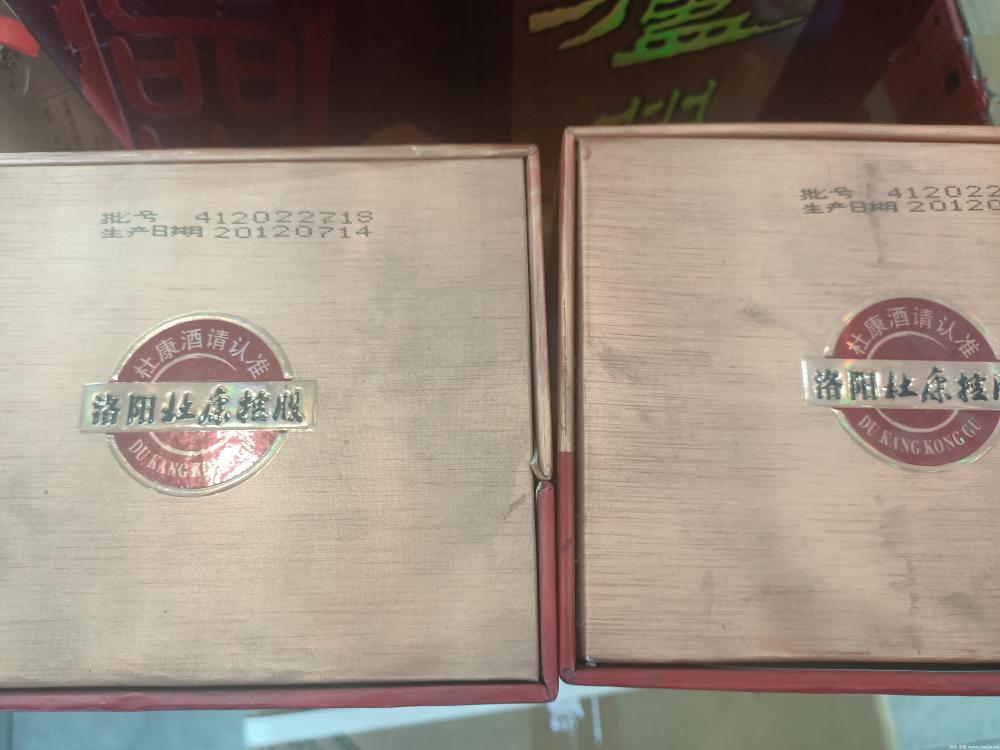 批号 412022718
生产日期 20120714
杜康酒请认准
洛阳杜康控股
DU KANG K
批号 412022
生产日期 20120
杜康酒请认准
洛阳杜康控股
DU KANG KONG GU